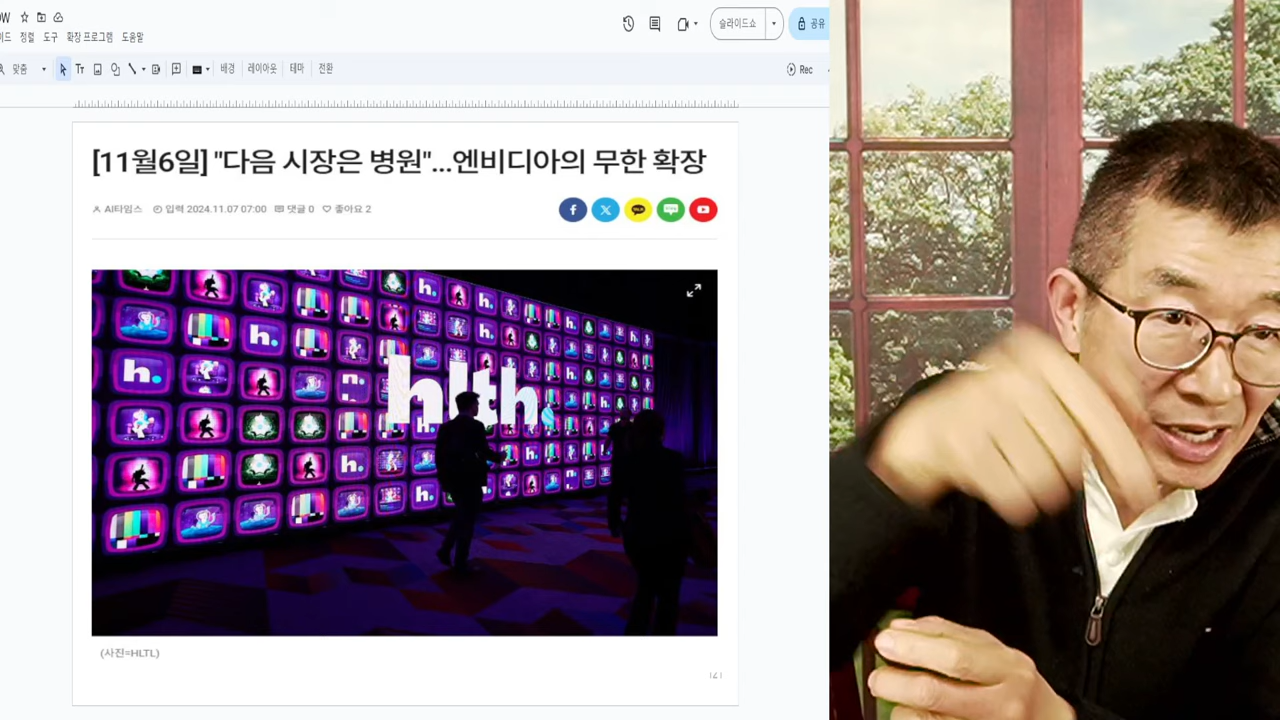 OW
이드 정렬 도구 확장 프로그램 도움말
슬라이드쇼
공유
맞춤
배경 레이아웃 테마 전환
Rec
[11월6일] "다음 시장은 병원"...엔비디아의 무한 확장
AI타임스 입력 2024.11.07 07:00 댓글 0 좋아요 2
hlth.
h.
(사진=HLTL)